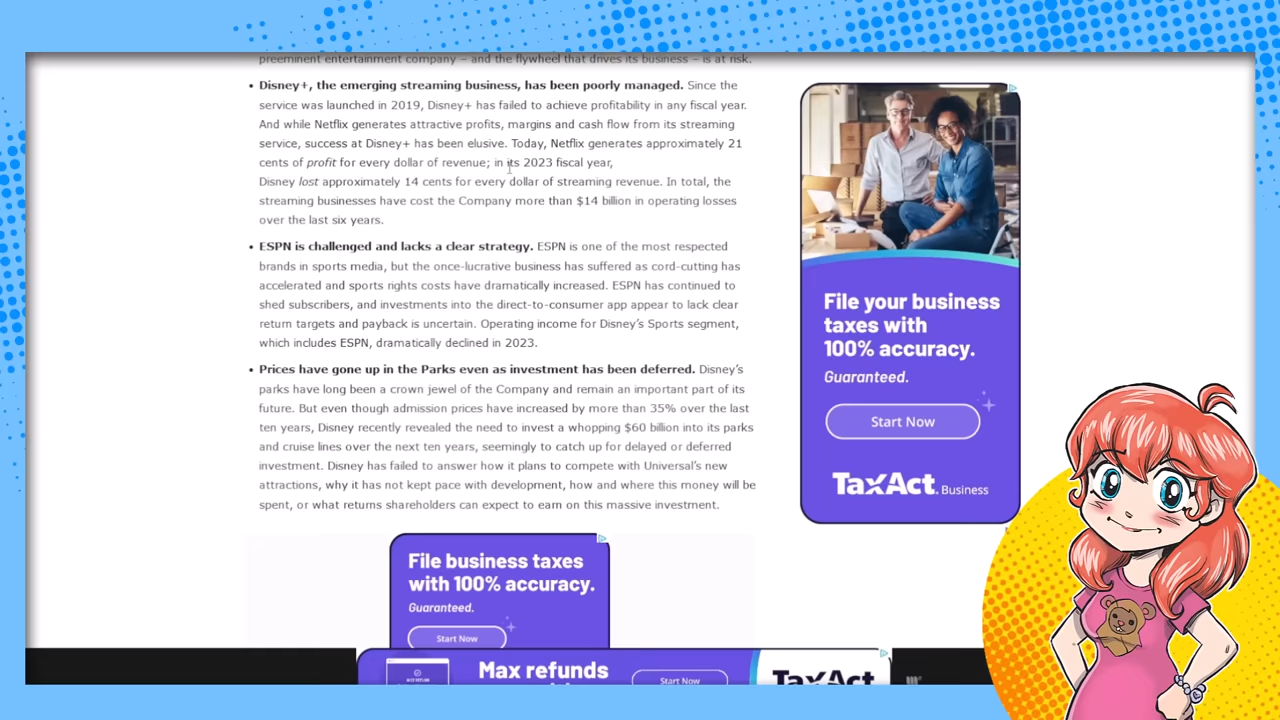 preeminent entertainment company – and the flywheel that drives its business – is at risk.
• Disney+, the emerging streaming business, has been poorly managed. Since the
service was launched in 2019, Disney+ has failed to achieve profitability in any fiscal year.
And while Netflix generates attractive profits, margins and cash flow from its streaming
service, success at Disney+ has been elusive. Today, Netflix generates approximately 21
cents of profit for every dollar of revenue; in its 2023 fiscal year,
Disney lost approximately 14 cents for every dollar of streaming revenue. In total, the
streaming businesses have cost the Company more than $14 billion in operating losses
over the last six years.
• ESPN is challenged and lacks a clear strategy. ESPN is one of the most respected
brands in sports media, but the once-lucrative business has suffered as cord-cutting has
accelerated and sports rights costs have dramatically increased. ESPN has continued to
shed subscribers, and investments into the direct-to-consumer app appear to lack clear
return targets and payback is uncertain. Operating income for Disney's Sports segment,
which includes ESPN, dramatically declined in 2023.
• Prices have gone up in the Parks even as investment has been deferred. Disney's
parks have long been a crown jewel of the Company and remain an important part of its
future. But even though admission prices have increased by more than 35% over the last
ten years, Disney recently revealed the need to invest a whopping $60 billion into its parks
and cruise lines over the next ten years, seemingly to catch up for delayed or deferred
investment. Disney has failed to answer how it plans to compete with Universal's new
attractions, why it has not kept pace with development, how and where this money will be
spent, or what returns shareholders can expect to earn on this massive investment.
File your business
taxes with
100% accuracy.
Guaranteed.
Start Now
TaxAct. Business
File business taxes
with 100% accuracy.
Guaranteed.
Start Now
Max refunds
Start Now
TaxAct